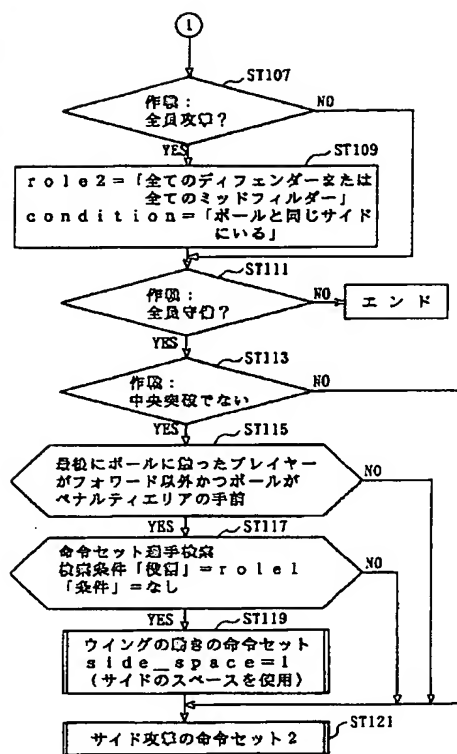 1
ST107
作戦：
全員攻撃？
NO
YES
ST109
role2=「全てのディフェンダーまたは
全てのミッドフィルダー」
condition=「ボールと同じサイド
にいる」
ST111
作戦：
全員守備？
NO
エンド
YES
ST113
作戦：
中央突破でない
NO
YES
ST115
最後にボールに触ったプレイヤー
がフォワード以外かつボールが
ペナルティエリアの手前
NO
YES
ST117
命令セット選手検索
検索条件「役割」=role1
「条件」=なし
NO
YES
ST119
ウイングの動きの命令セット
side_space=1
(サイドのスペースを使用)
ST121
サイド攻撃の命令セット2